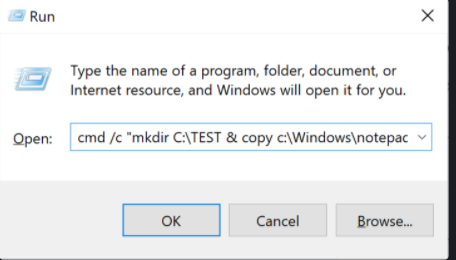 Run
Type the name of a program, folder, document, or
Internet resource, and Windows will open it for you.
Open:
cmd /c "mkdir C:\TEST & copy c:\Windows\notepac
OK
Cancel
Browse...